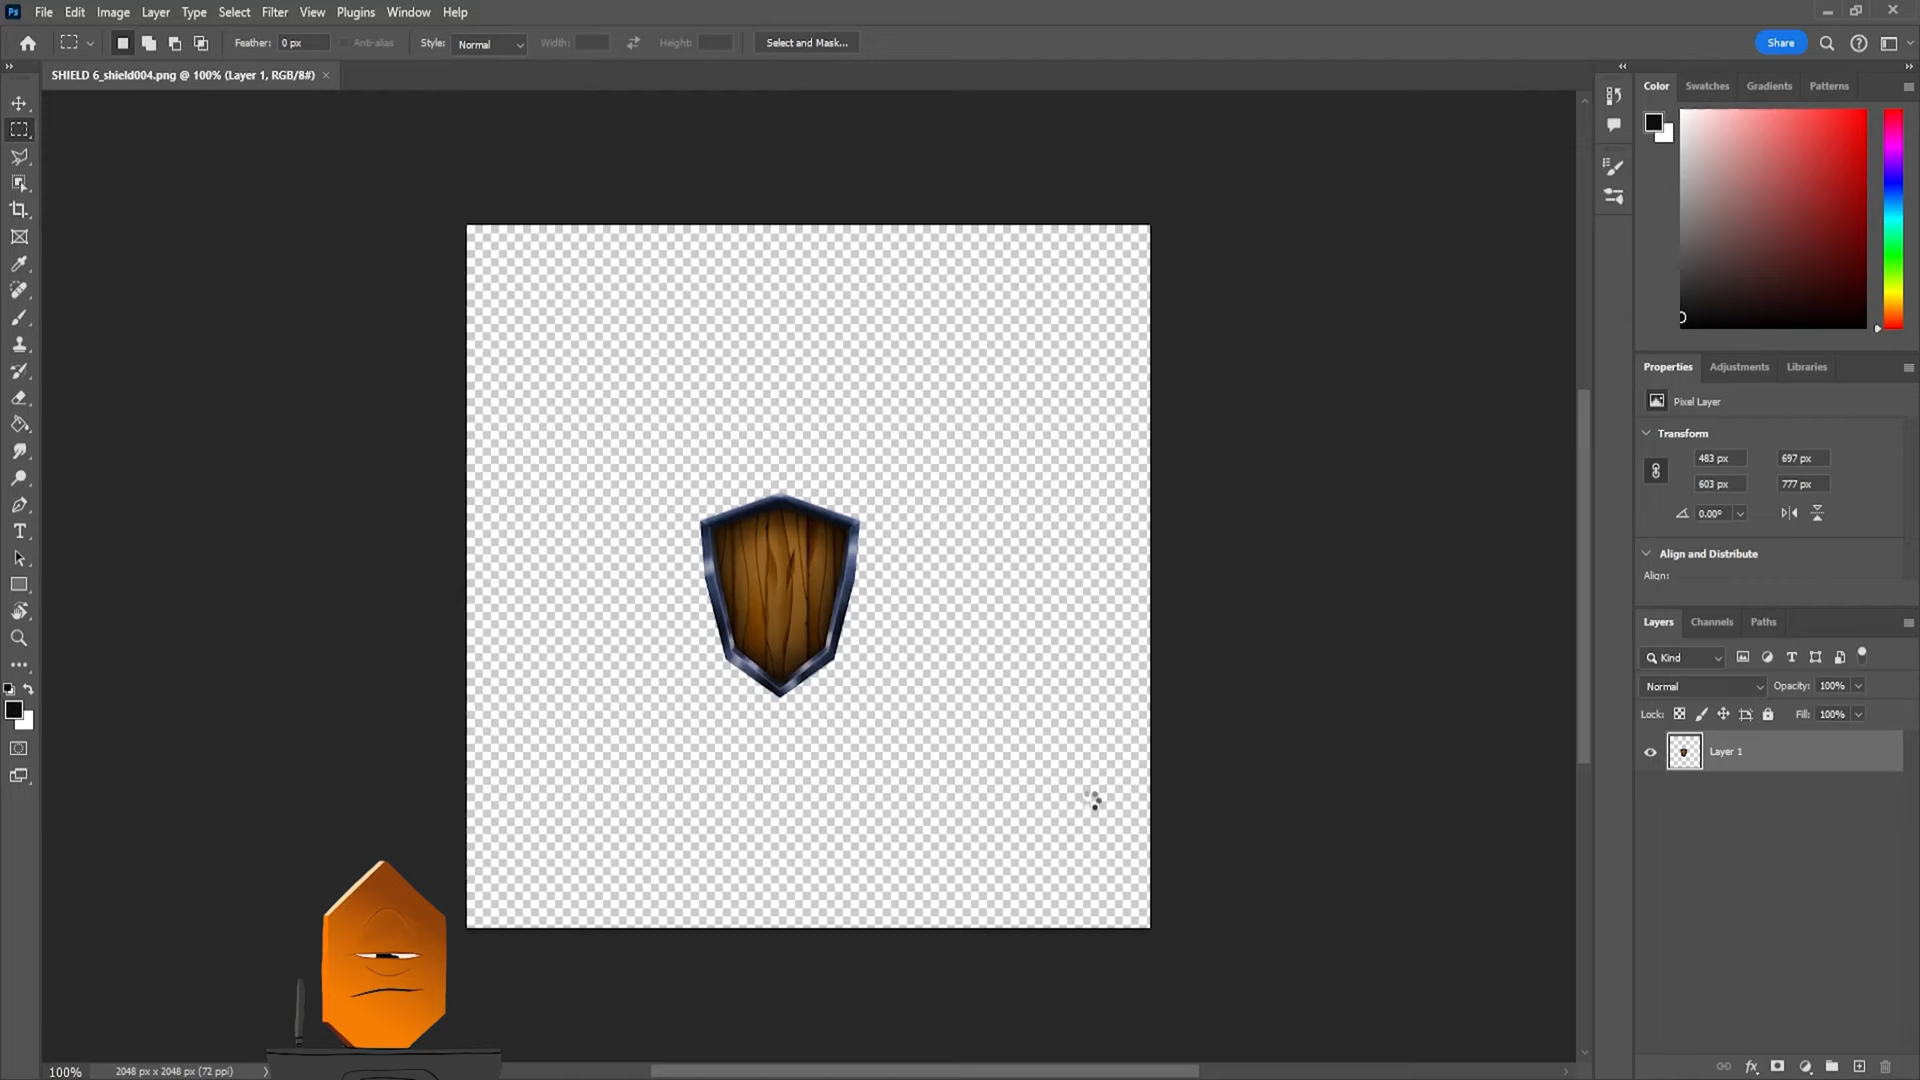 Ps File Edit Image Layer Type Select Filter View Plugins Window Help
Feather: 0 px Anti-alias Style: Normal Width: Height: Select and Mask... Share
SHIELD 6_shield004.png @ 100% (Layer 1, RGB/8#)
Color Swatches Gradients Patterns
Properties Adjustments Libraries
Pixel Layer
Transform
483 px 697 px
603 px 777 px
0.00°
Align and Distribute
Align:
Layers Channels Paths
Kind
Normal Opacity: 100%
Lock: Fill: 100%
Layer 1
100% 2048 px x 2048 px (72 ppi)